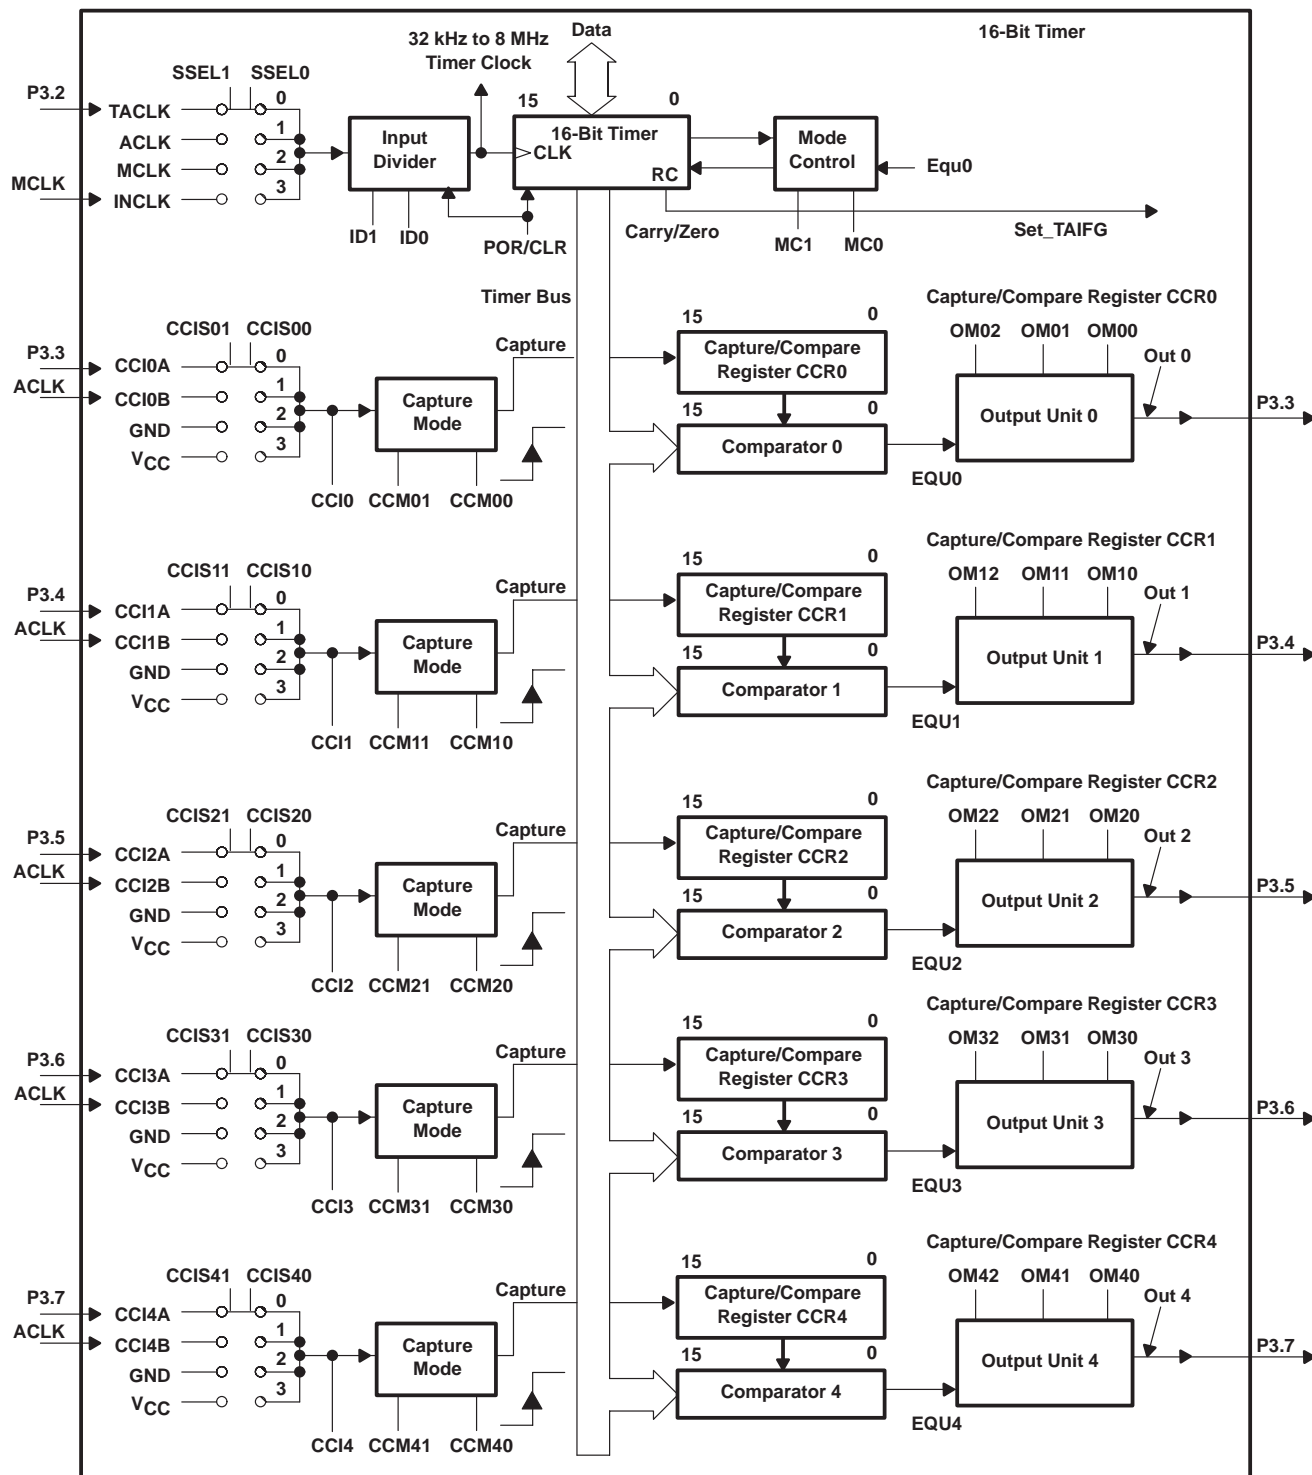 32 kHz to 8 MHz
Timer Clock
Data
16-Bit Timer
SSEL1 SSEL0
P3.2
TACLK
0
ACLK
1
MCLK
2
MCLK
INCLK
3
Input
Divider
15 0
16-Bit Timer
CLK
RC
Mode
Control
Equ0
ID1 ID0
POR/CLR
Carry/Zero
MC1 MC0
Set_TAIFG
Timer Bus
CCIS01 CCIS00
P3.3
CCI0A
0
ACLK
CCI0B
1
GND
2
VCC
3
Capture
Mode
Capture
CCI0 CCM01 CCM00
15 0
Capture/Compare
Register CCR0
15 0
Comparator 0
EQU0
Capture/Compare Register CCR0
OM02 OM01 OM00
Out 0
Output Unit 0
P3.3
CCIS11 CCIS10
P3.4
CCI1A
0
ACLK
CCI1B
1
GND
2
VCC
3
Capture
Mode
Capture
CCI1 CCM11 CCM10
15 0
Capture/Compare
Register CCR1
15 0
Comparator 1
EQU1
Capture/Compare Register CCR1
OM12 OM11 OM10
Out 1
Output Unit 1
P3.4
CCIS21 CCIS20
P3.5
CCI2A
0
ACLK
CCI2B
1
GND
2
VCC
3
Capture
Mode
Capture
CCI2 CCM21 CCM20
15 0
Capture/Compare
Register CCR2
15 0
Comparator 2
EQU2
Capture/Compare Register CCR2
OM22 OM21 OM20
Out 2
Output Unit 2
P3.5
CCIS31 CCIS30
P3.6
CCI3A
0
ACLK
CCI3B
1
GND
2
VCC
3
Capture
Mode
Capture
CCI3 CCM31 CCM30
15 0
Capture/Compare
Register CCR3
15 0
Comparator 3
EQU3
Capture/Compare Register CCR3
OM32 OM31 OM30
Out 3
Output Unit 3
P3.6
CCIS41 CCIS40
P3.7
CCI4A
0
ACLK
CCI4B
1
GND
2
VCC
3
Capture
Mode
Capture
CCI4 CCM41 CCM40
15 0
Capture/Compare
Register CCR4
15 0
Comparator 4
EQU4
Capture/Compare Register CCR4
OM42 OM41 OM40
Out 4
Output Unit 4
P3.7